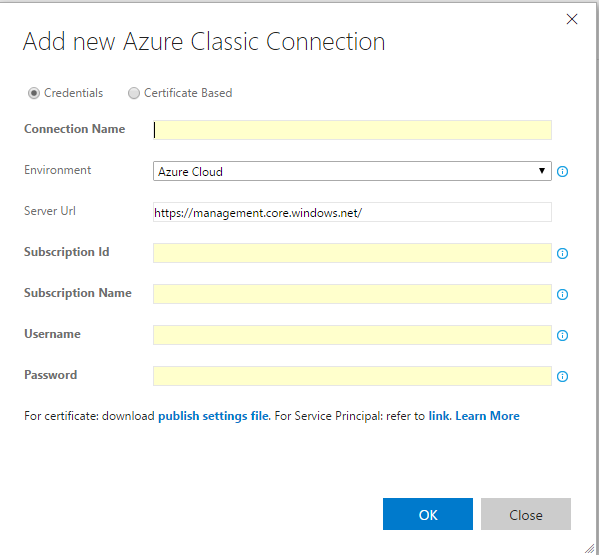 Add new Azure Classic Connection
Credentials Certificate Based
Connection Name
Environment Azure Cloud
Server Url https://management.core.windows.net/
Subscription Id
Subscription Name
Username
Password
For certificate: download publish settings file. For Service Principal: refer to link. Learn More
OK Close